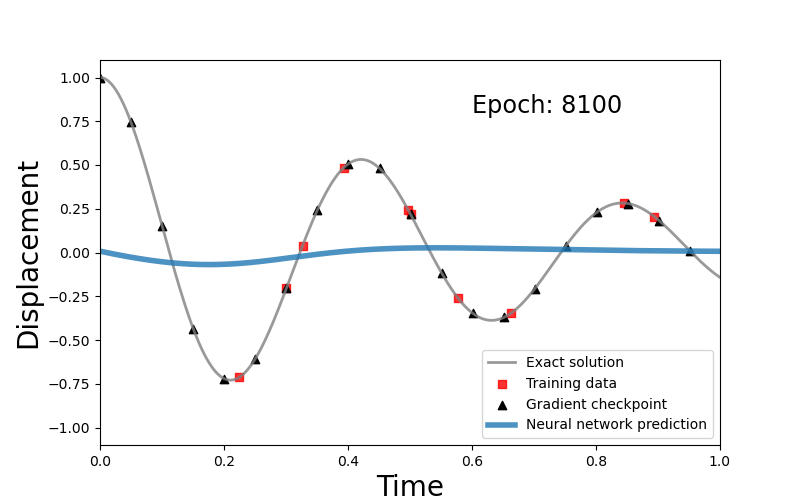 Epoch: 8100
Displacement
1.00
0.75
0.50
0.25
0.00
−0.25
−0.50
−0.75
−1.00
Exact solution
Training data
Gradient checkpoint
Neural network prediction
0.0 0.2 0.4 0.6 0.8 1.0
Time